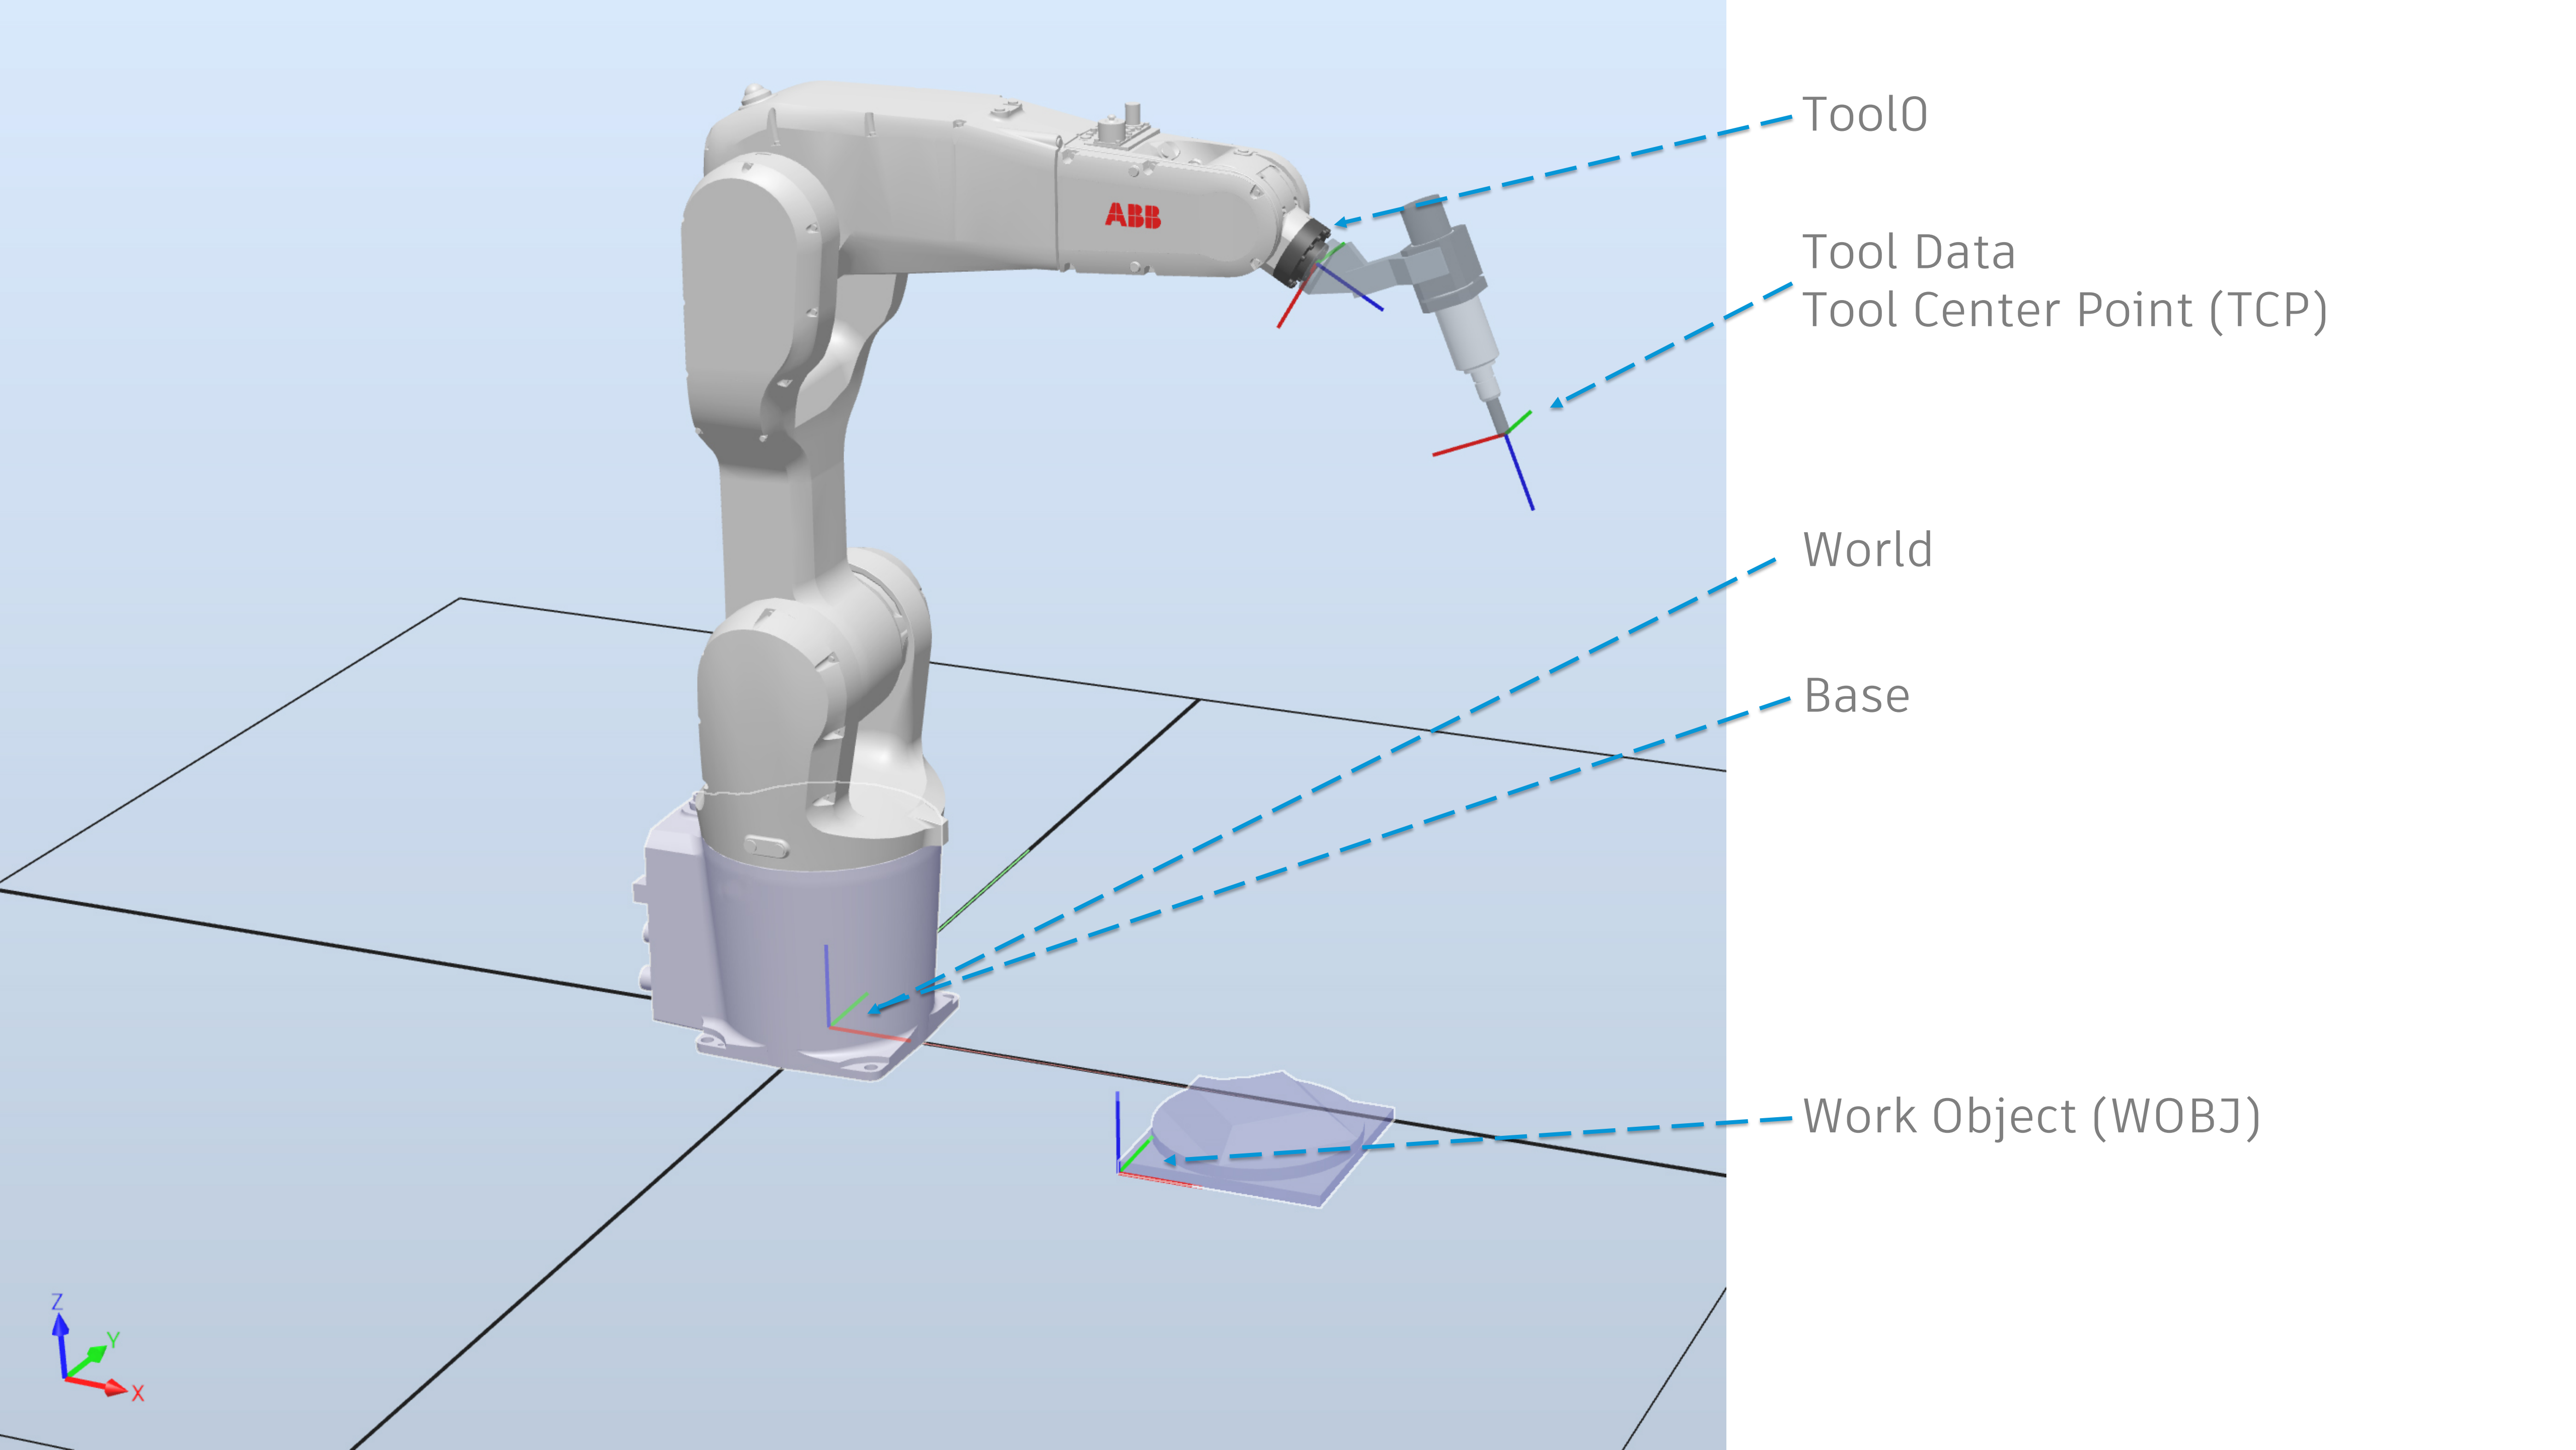 Tool0
ABB
Tool Data
Tool Center Point (TCP)
World
Base
Work Object (WOBJ)
Z
Y
X